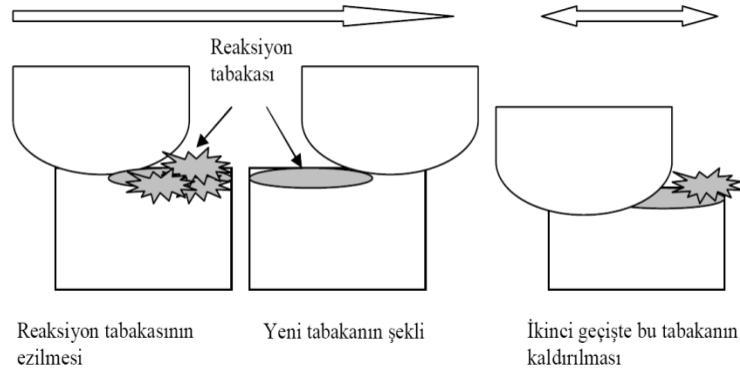 Reaksiyon
tabakası
Reaksiyon tabakasının
ezilmesi
Yeni tabakanın şekli
İkinci geçişte bu tabakanın
kaldırılması